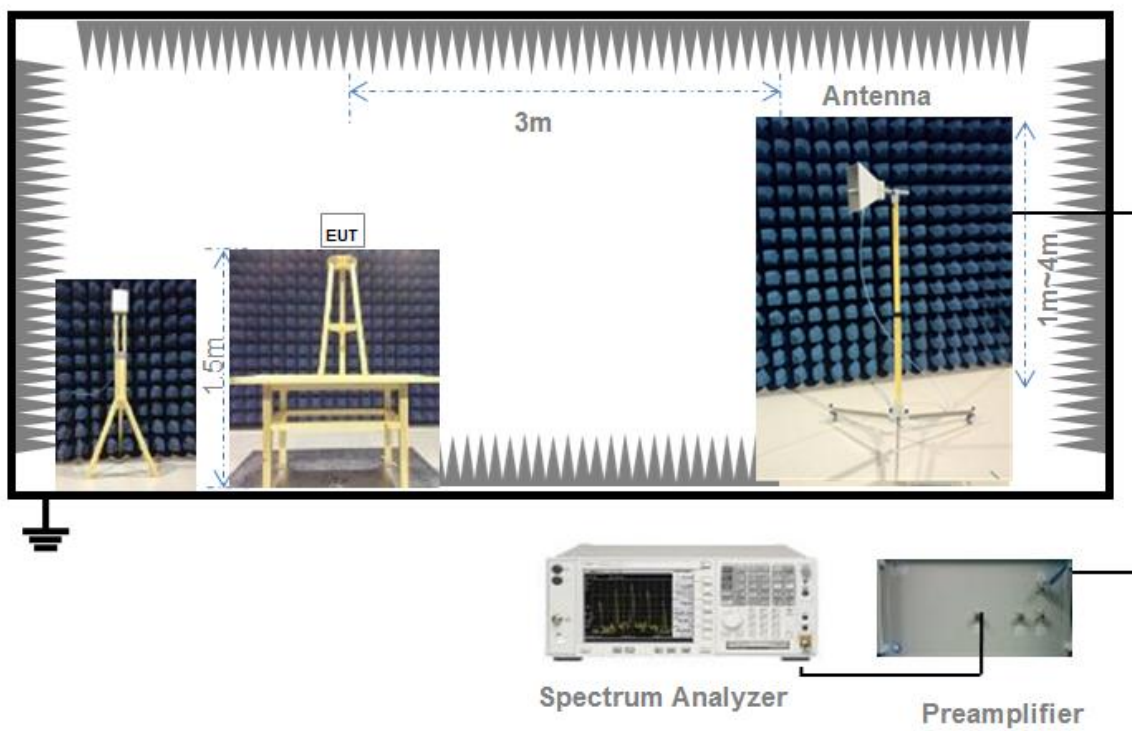 Antenna
3m
EUT
1.5m
1m~4m
Spectrum Analyzer
Preamplifier